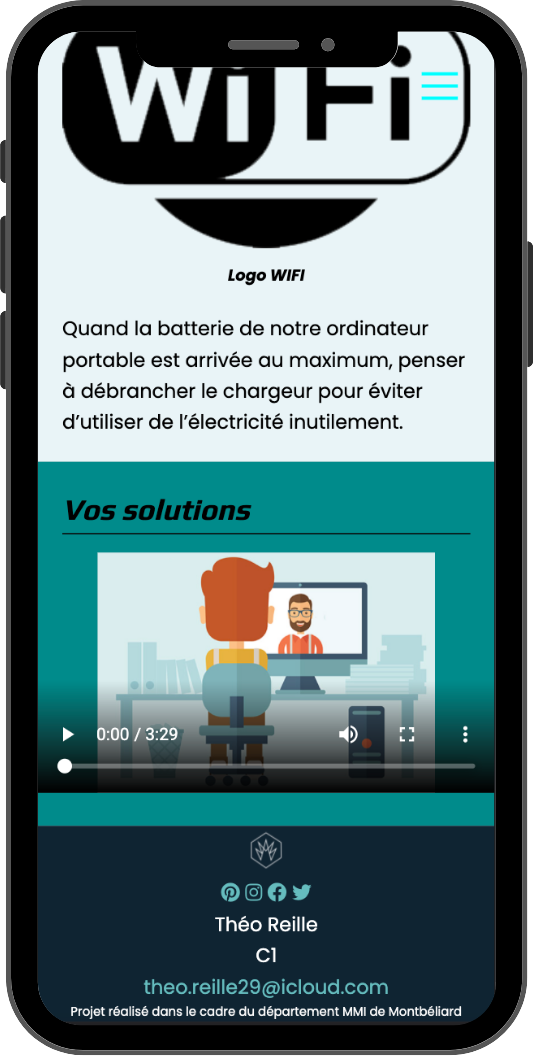 Wi Fi
Logo WIFI
Quand la batterie de notre ordinateur
portable est arrivée au maximum, penser
à débrancher le chargeur pour éviter
d’utiliser de l’électricité inutilement.
Vos solutions
0:00 / 3:29
Théo Reille
C1
theo.reille29@icloud.com
Projet réalisé dans le cadre du département MMI de Montbéliard